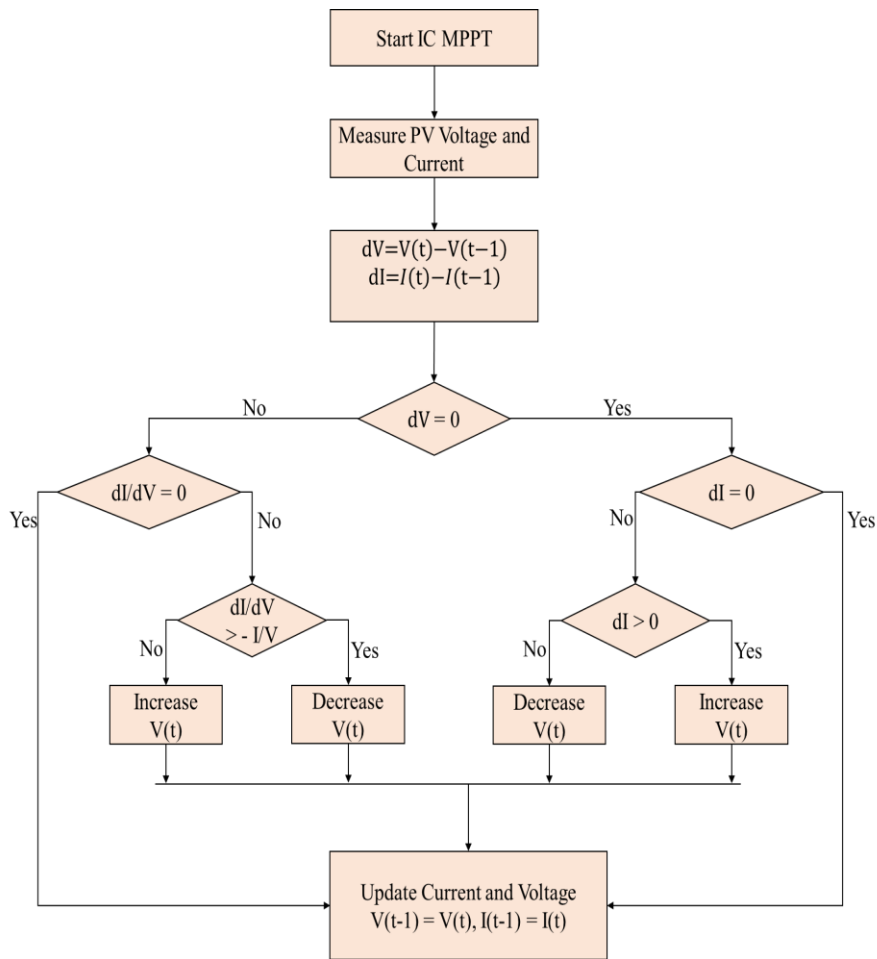 Start IC MPPT
Measure PV Voltage and
Current
dV=V(t)−V(t−1)
dI=I(t)−I(t−1)
No
dV = 0
Yes
dI/dV = 0
dI = 0
Yes
No
No
Yes
dI/dV
> - I/V
dI > 0
No
Yes
No
Yes
Increase
V(t)
Decrease
V(t)
Decrease
V(t)
Increase
V(t)
Update Current and Voltage
V(t-1) = V(t), I(t-1) = I(t)